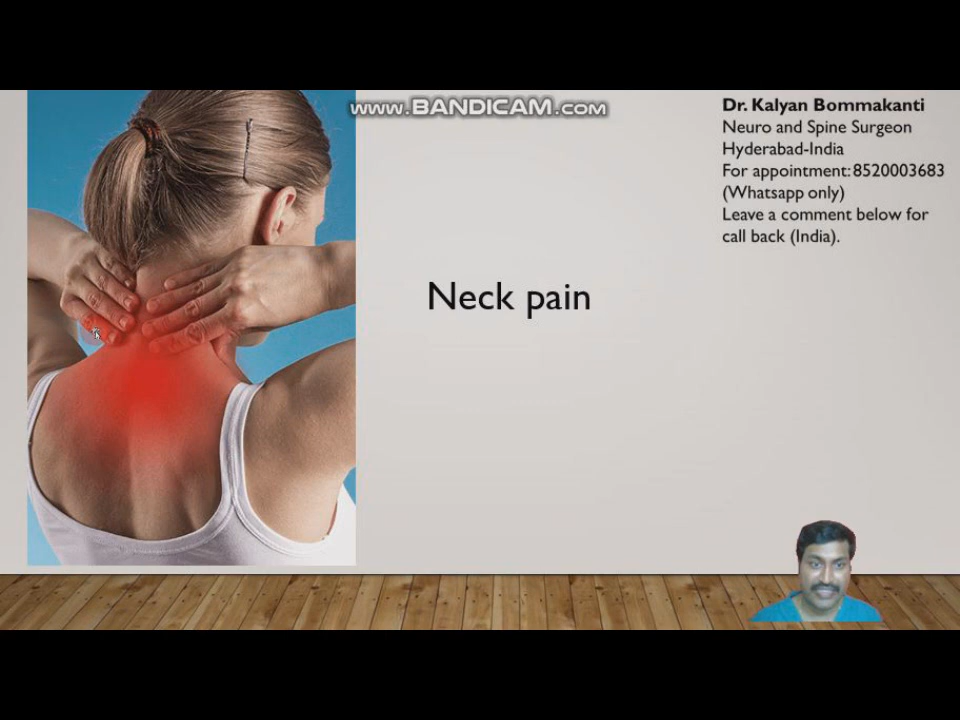 www.BANDICAM.com
Dr. Kalyan Bommakanti
Neuro and Spine Surgeon
Hyderabad-India
For appointment: 8520003683
(Whatsapp only)
Leave a comment below for
call back (India).
Neck pain